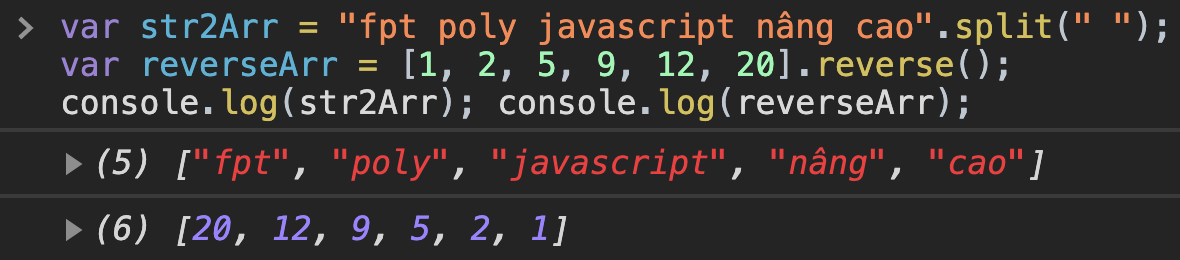 > var str2Arr = "fpt poly javascript nâng cao".split(" ");
var reverseArr = [1, 2, 5, 9, 12, 20].reverse();
console.log(str2Arr); console.log(reverseArr);
▶ (5) ["fpt", "poly", "javascript", "nâng", "cao"]
▶ (6) [20, 12, 9, 5, 2, 1]